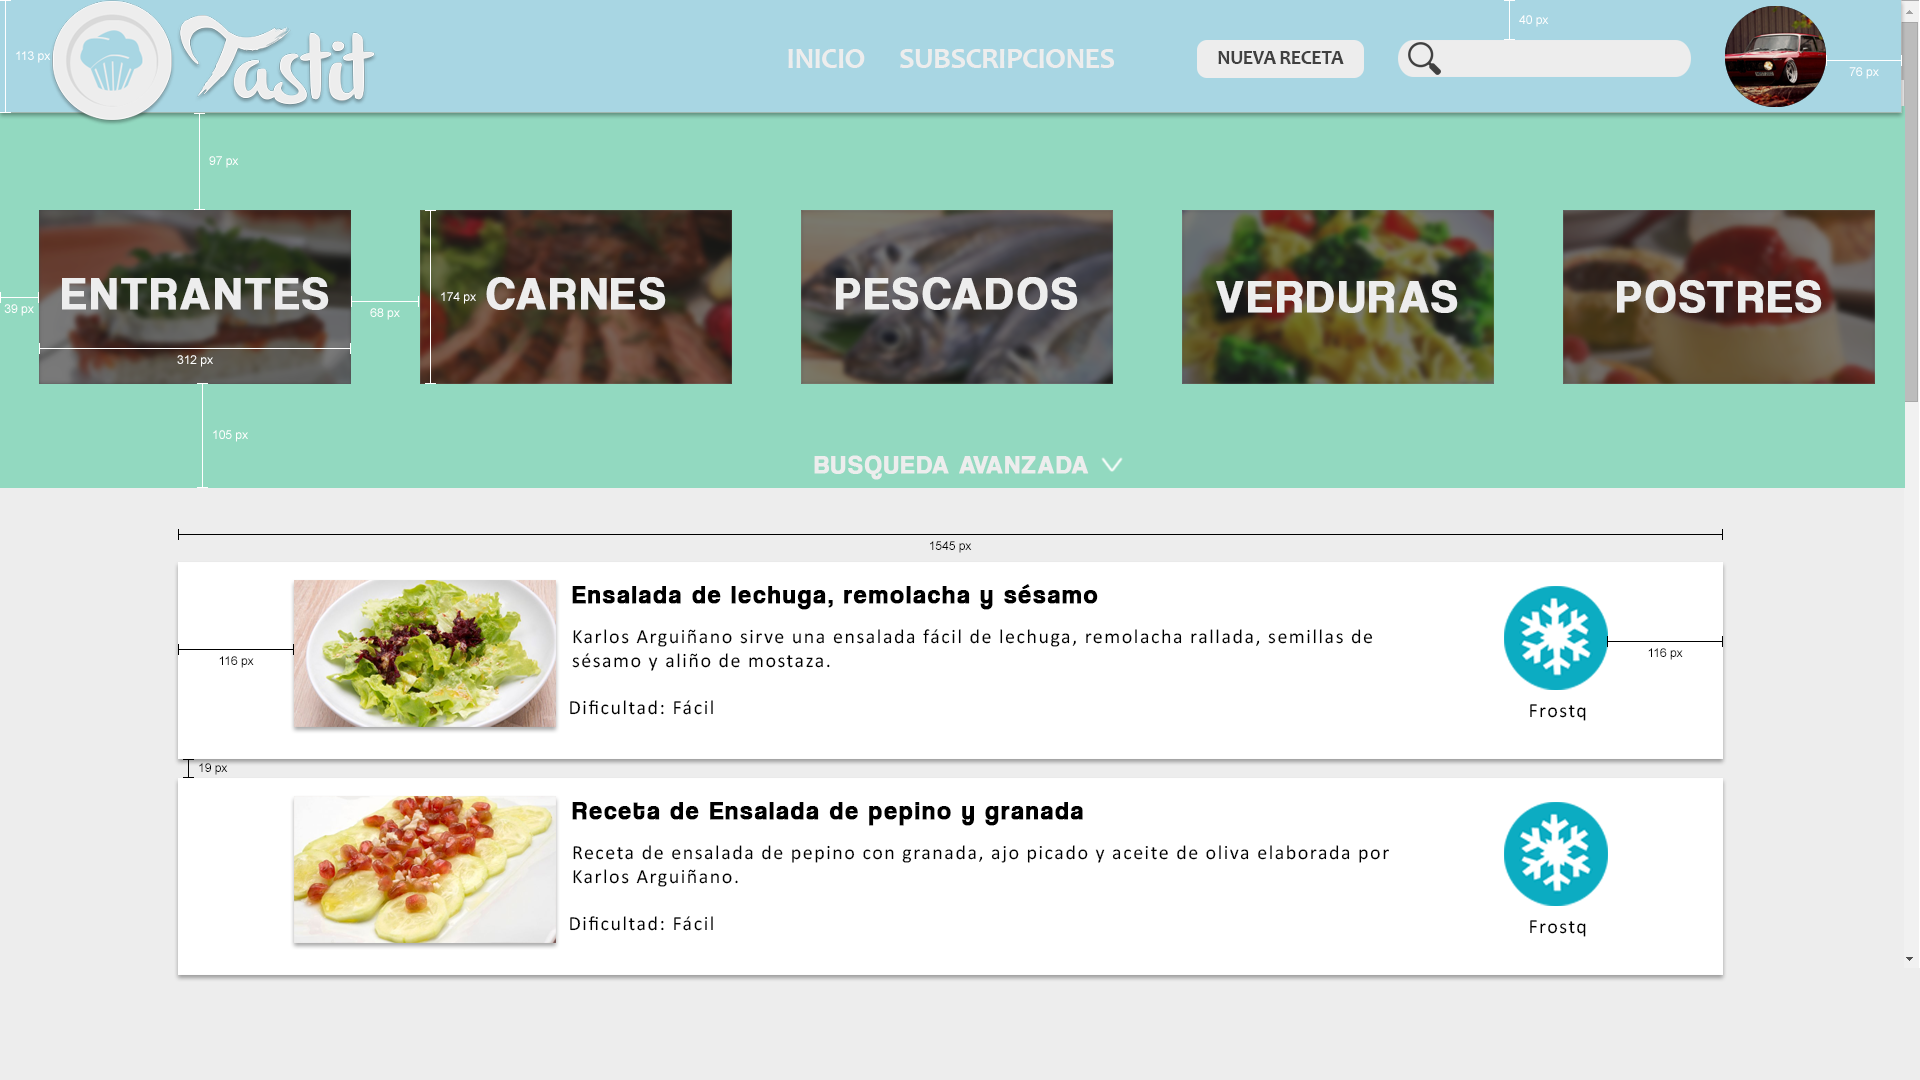 113 px
Tastit
INICIO
SUBSCRIPCIONES
NUEVA RECETA
40 px
76 px
97 px
ENTRANTES
CARNES
PESCADOS
VERDURAS
POSTRES
39 px
68 px
174 px
312 px
105 px
BUSQUEDA AVANZADA
1545 px
Ensalada de lechuga, remolacha y sésamo
Karlos Arguiñano sirve una ensalada fácil de lechuga, remolacha rallada, semillas de
sésamo y aliño de mostaza.
116 px
116 px
Dificultad: Fácil
Frostq
19 px
Receta de Ensalada de pepino y granada
Receta de ensalada de pepino con granada, ajo picado y aceite de oliva elaborada por
Karlos Arguiñano.
Dificultad: Fácil
Frostq